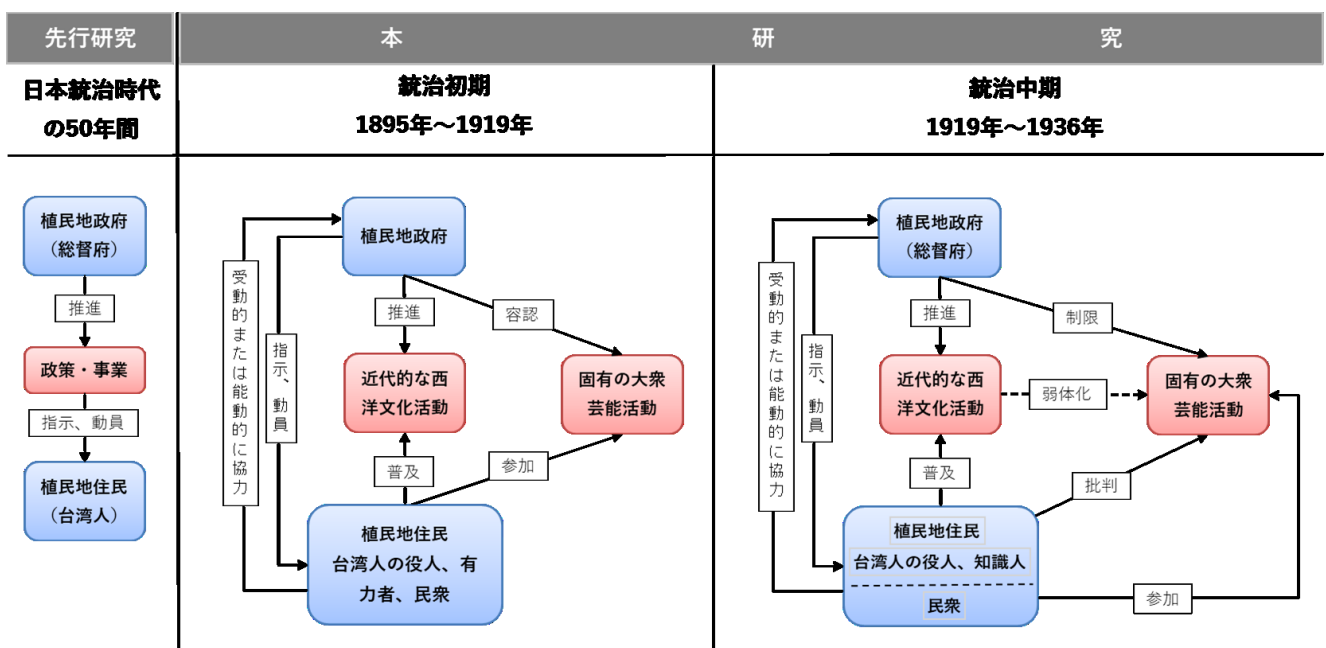 先行研究
本 研 究
日本統治時代
の50年間
統治初期
1895年～1919年
統治中期
1919年～1936年
植民地政府
（総督府）
推進
政策・事業
指示、動員
植民地住民
（台湾人）
植民地政府
受動的または能動的に協力
指示、動員
推進
容認
近代的な西
洋文化活動
固有の大衆
芸能活動
普及
参加
植民地住民
台湾人の役人、有
力者、民衆
植民地政府
（総督府）
受動的または能動的に協力
指示、動員
推進
制限
近代的な西
洋文化活動
弱体化
固有の大衆
芸能活動
普及
批判
植民地住民
台湾人の役人、知識人
民衆
参加